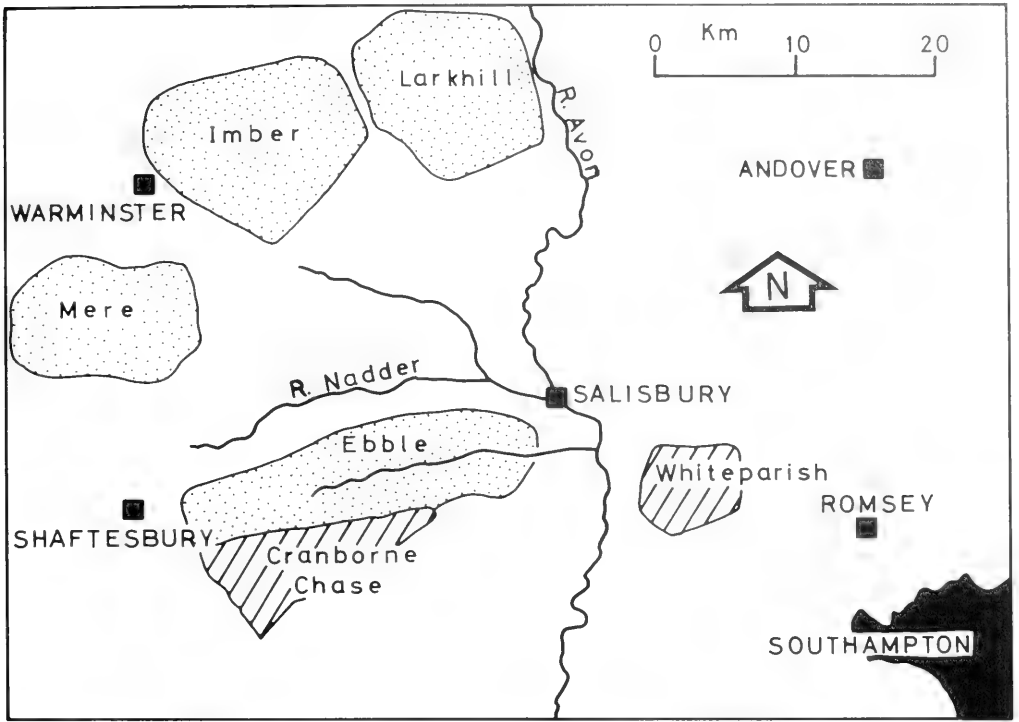 Km
0 10 20
Larkhill
Imber
R. Avon
ANDOVER
WARMINSTER
N
Mere
R. Nadder
SALISBURY
Ebble
Whiteparish
ROMSEY
SHAFTESBURY
Cranborne
Chase
SOUTHAMPTON